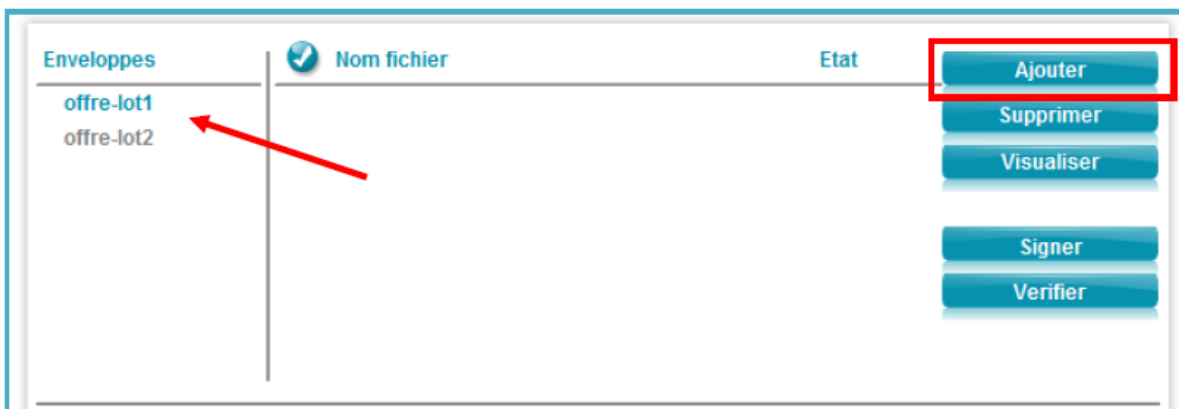 Enveloppes
Nom fichier
Etat
Ajouter
offre-lot1
Supprimer
offre-lot2
Visualiser
Signer
Verifier